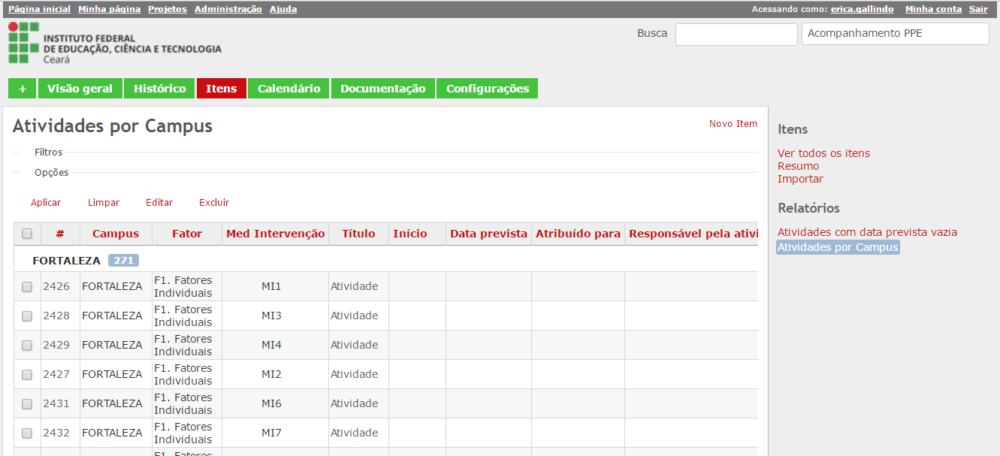 Página inicial Minha página Projetos Administração Ajuda Acessando como: erica.gallindo Minha conta Sair
INSTITUTO FEDERAL
DE EDUCAÇÃO, CIÊNCIA E TECNOLOGIA
Ceará
Busca Acompanhamento PPE
+ Visão geral Histórico Itens Calendário Documentação Configurações
Atividades por Campus
Novo Item
Filtros
Opções
Aplicar Limpar Editar Excluir
# Campus Fator Med Intervenção Título Início Data prevista Atribuído para Responsável pela ativi
FORTALEZA 271
2426 FORTALEZA F1. Fatores Individuais MI1 Atividade
2428 FORTALEZA F1. Fatores Individuais MI3 Atividade
2429 FORTALEZA F1. Fatores Individuais MI4 Atividade
2427 FORTALEZA F1. Fatores Individuais MI2 Atividade
2431 FORTALEZA F1. Fatores Individuais MI6 Atividade
2432 FORTALEZA F1. Fatores Individuais MI7 Atividade
F1. Fatores
Itens
Ver todos os itens
Resumo
Importar
Relatórios
Atividades com data prevista vazia
Atividades por Campus